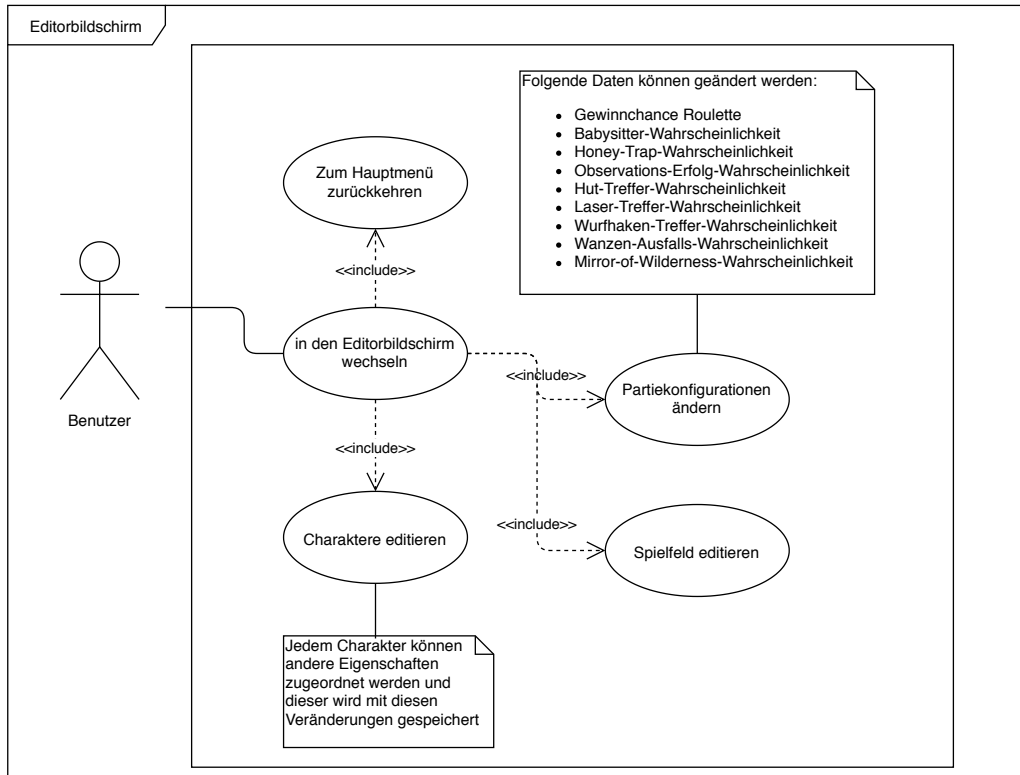 Editorbildschirm
Folgende Daten können geändert werden:
• Gewinnchance Roulette
• Babysitter-Wahrscheinlichkeit
• Honey-Trap-Wahrscheinlichkeit
• Observations-Erfolg-Wahrscheinlichkeit
• Hut-Treffer-Wahrscheinlichkeit
• Laser-Treffer-Wahrscheinlichkeit
• Wurfhaken-Treffer-Wahrscheinlichkeit
• Wanzen-Ausfalls-Wahrscheinlichkeit
• Mirror-of-Wilderness-Wahrscheinlichkeit
Zum Hauptmenü
zurückkehren
<<include>>
in den Editorbildschirm
wechseln
<<include>>
Partiekonfigurationen
ändern
Benutzer
<<include>>
<<include>>
Charaktere editieren
Spielfeld editieren
Jedem Charakter können
andere Eigenschaften
zugeordnet werden und
dieser wird mit diesen
Veränderungen gespeichert